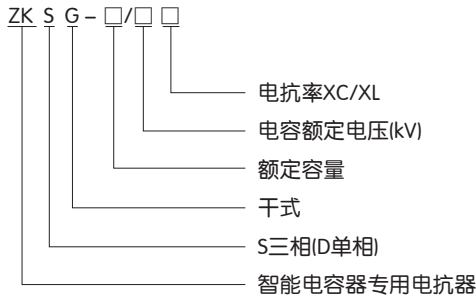 ZK S G – □/□ □
电抗率XC/XL
电容额定电压(kV)
额定容量
干式
S三相(D单相)
智能电容器专用电抗器